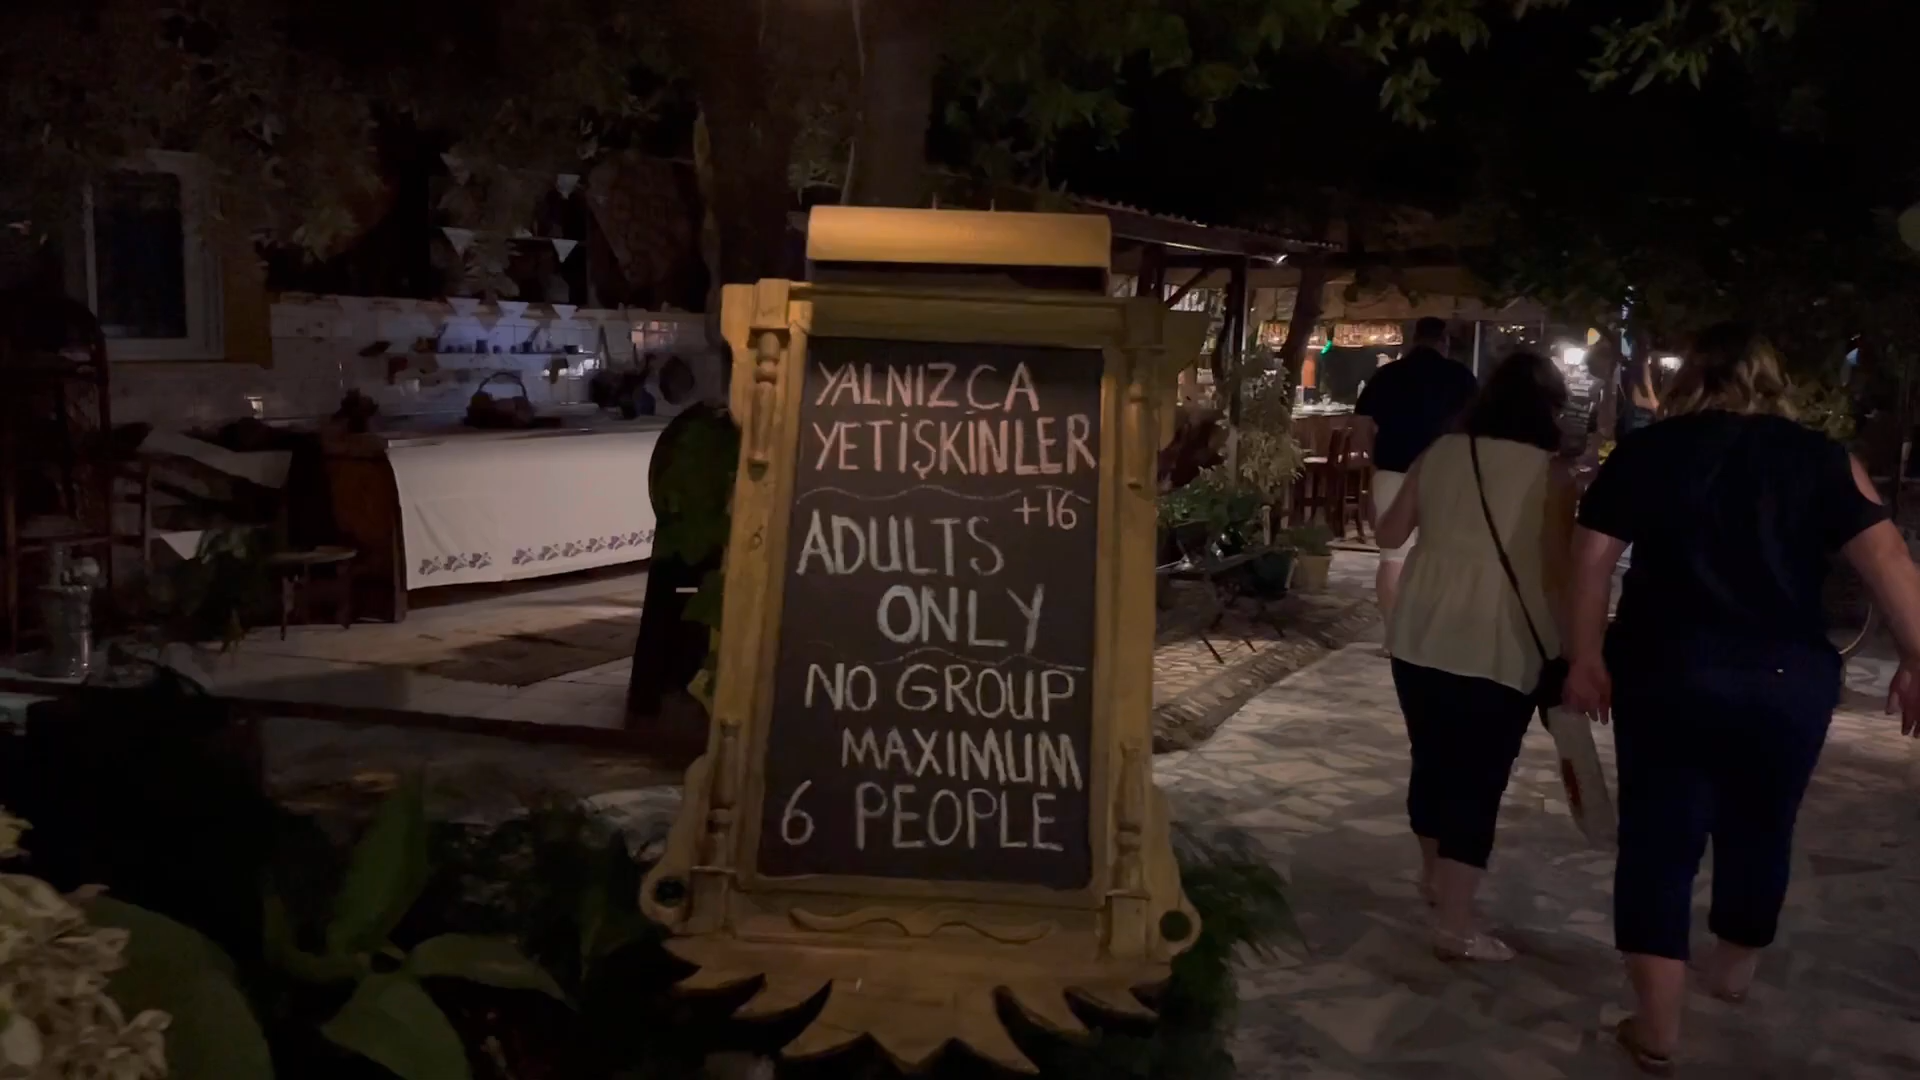 YALNIZCA
YETİŞKİNLER
+16
ADULTS
ONLY
NO GROUP
MAXIMUM
6 PEOPLE